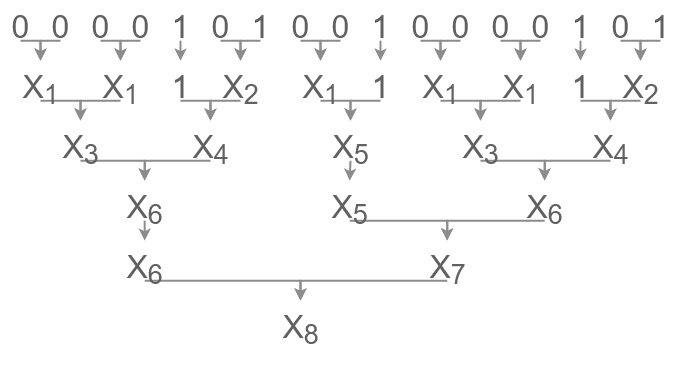 0 0 0 0 1 0 1 0 0 1 0 0 0 0 1 0 1
X₁ X₁ 1 X₂ X₁ 1 X₁ X₁ 1 X₂
X₃ X₄ X₅ X₃ X₄
X₆ X₅ X₆
X₆ X₇
X₈